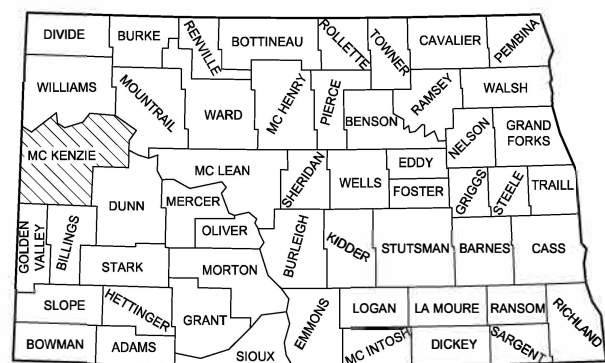 DIVIDE
BURKE
RENVILLE
BOTTINEAU
ROLLETTE
TOWNER
CAVALIER
PEMBINA
WILLIAMS
MOUNTRAIL
WARD
MC HENRY
PIERCE
BENSON
RAMSEY
WALSH
NELSON
GRAND
FORKS
MC KENZIE
MC LEAN
SHERIDAN
WELLS
EDDY
FOSTER
GRIGGS
STEELE
TRAILL
DUNN
MERCER
OLIVER
GOLDEN
VALLEY
BILLINGS
STARK
MORTON
BURLEIGH
KIDDER
STUTSMAN
BARNES
CASS
SLOPE
HETTINGER
GRANT
EMMONS
LOGAN
LA MOURE
RANSOM
RICHLAND
BOWMAN
ADAMS
SIOUX
MC INTOSH
DICKEY
SARGENT